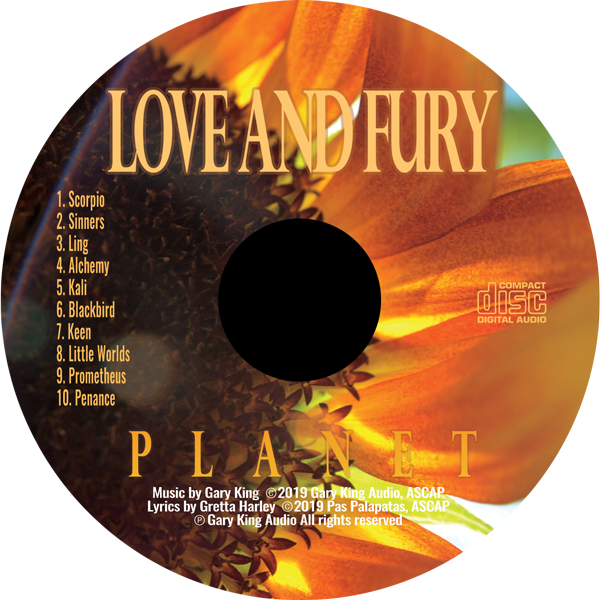 LOVE AND FURY
1. Scorpio
2. Sinners
3. Ling
4. Alchemy
5. Kali
6. Blackbird
7. Keen
8. Little Worlds
9. Prometheus
10. Penance
COMPACT
disc
DIGITAL AUDIO
PLANET
Music by Gary King ©2019 Gary King Audio, ASCAP
Lyrics by Gretta Harley ©2019 Pas Palapatas, ASCAP
℗ Gary King Audio All rights reserved